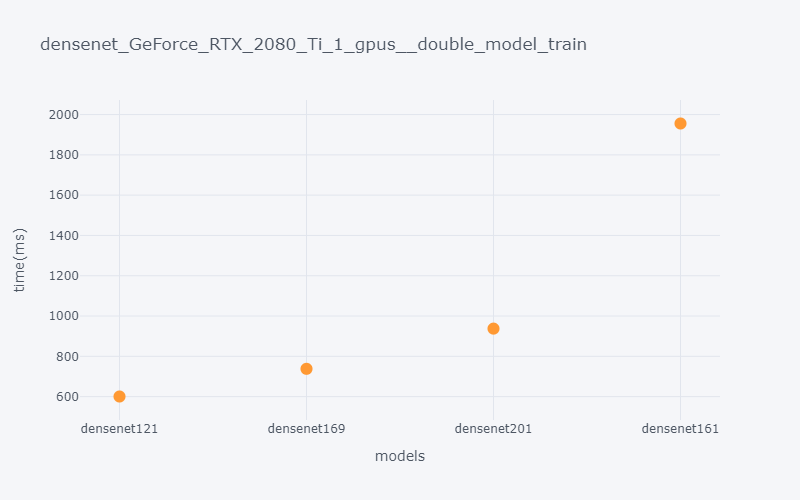 densenet_GeForce_RTX_2080_Ti_1_gpus__double_model_train
time(ms)
2000
1800
1600
1400
1200
1000
800
600
densenet121 densenet169 densenet201 densenet161
models